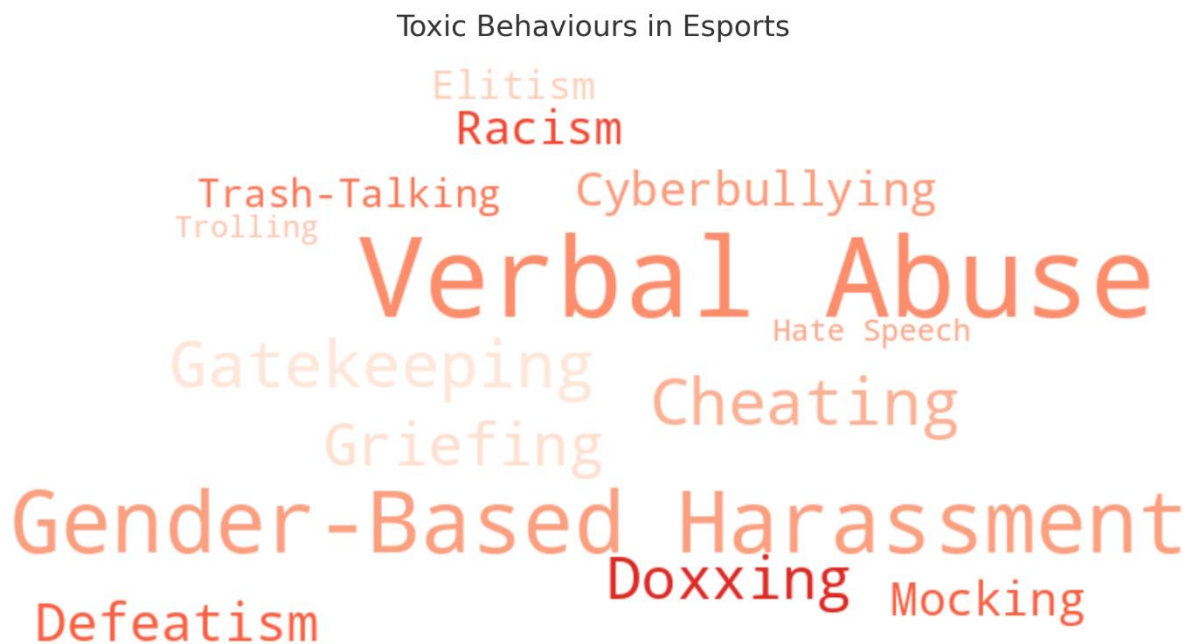 Toxic Behaviours in Esports
Elitism
Racism
Trash-Talking
Cyberbullying
Trolling
Verbal Abuse
Hate Speech
Gatekeeping
Cheating
Griefing
Gender-Based Harassment
Doxxing
Mocking
Defeatism